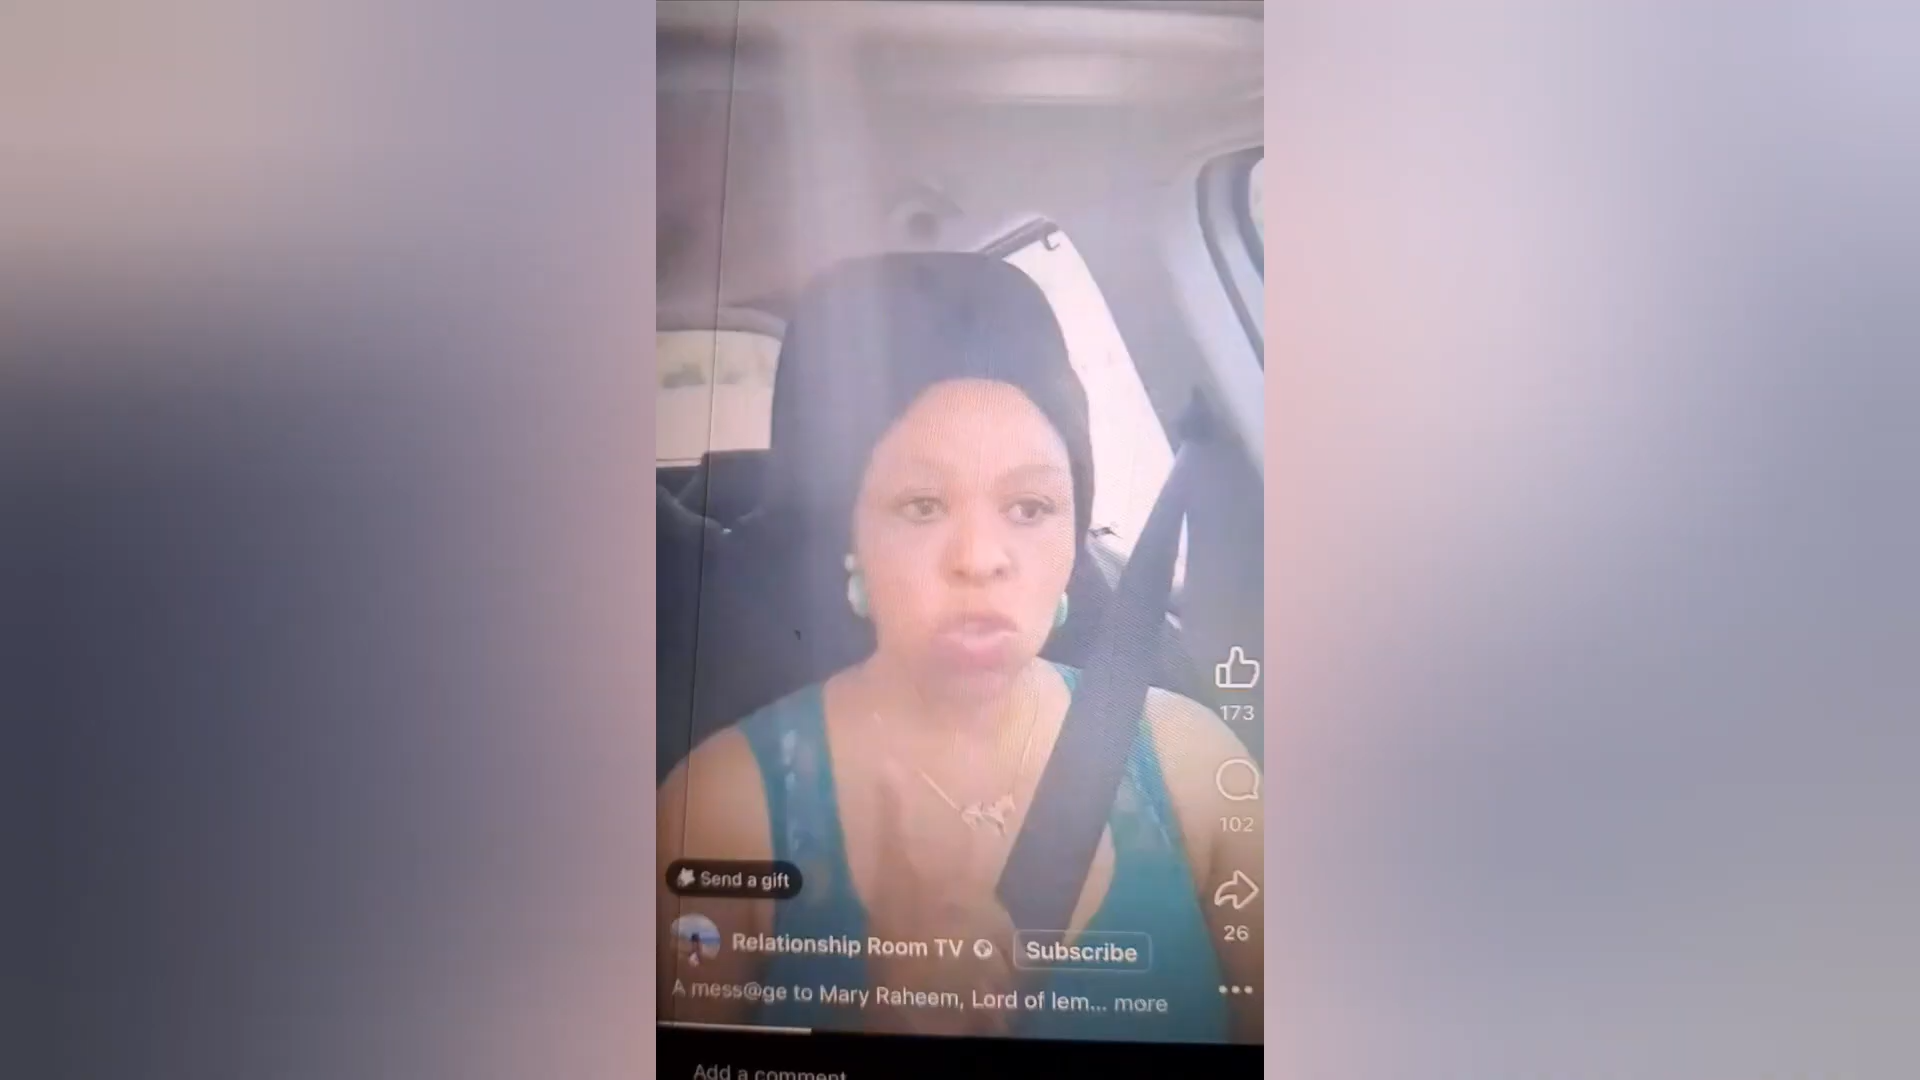 173
102
Send a gift
26
Relationship Room TV Subscribe
A mess@ge to Mary Raheem, Lord of lem... more
Add a comment